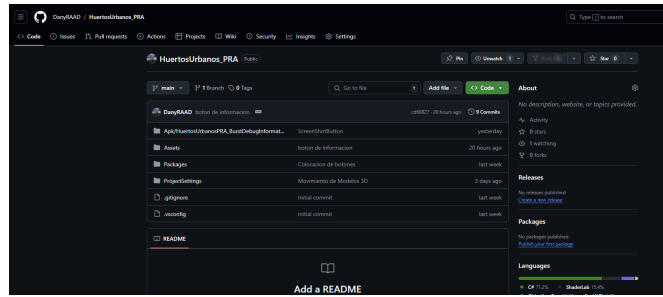 DanyRAAD / HuertosUrbanos_PRA
Type / to search
Code Issues Pull requests Actions Projects Wiki Security Insights Settings
HuertosUrbanos_PRA Public
Pin Unwatch 1 Fork 0 Star 0
main 1 Branch 0 Tags Go to file t Add file Code
About
No description, website, or topics provided.
DanyRAAD boton de informacion 20 hours ago 9 Commits
Activity
Apk/HuertosUrbanosPRA_BurstDebugInformat... ScreenShotButton yesterday
0 stars
Assets boton de informacion 20 hours ago
1 watching
0 forks
Packages Colocacion de botones last week
ProjectSettings Movimiento de Modelos 3D 3 days ago
Releases
.gitignore Initial commit last week
No releases published
Create a new release
.vsconfig Initial commit last week
Packages
README
No packages published
Publish your first package
Languages
Add a README
C# 71.2% ShaderLab 15.4%